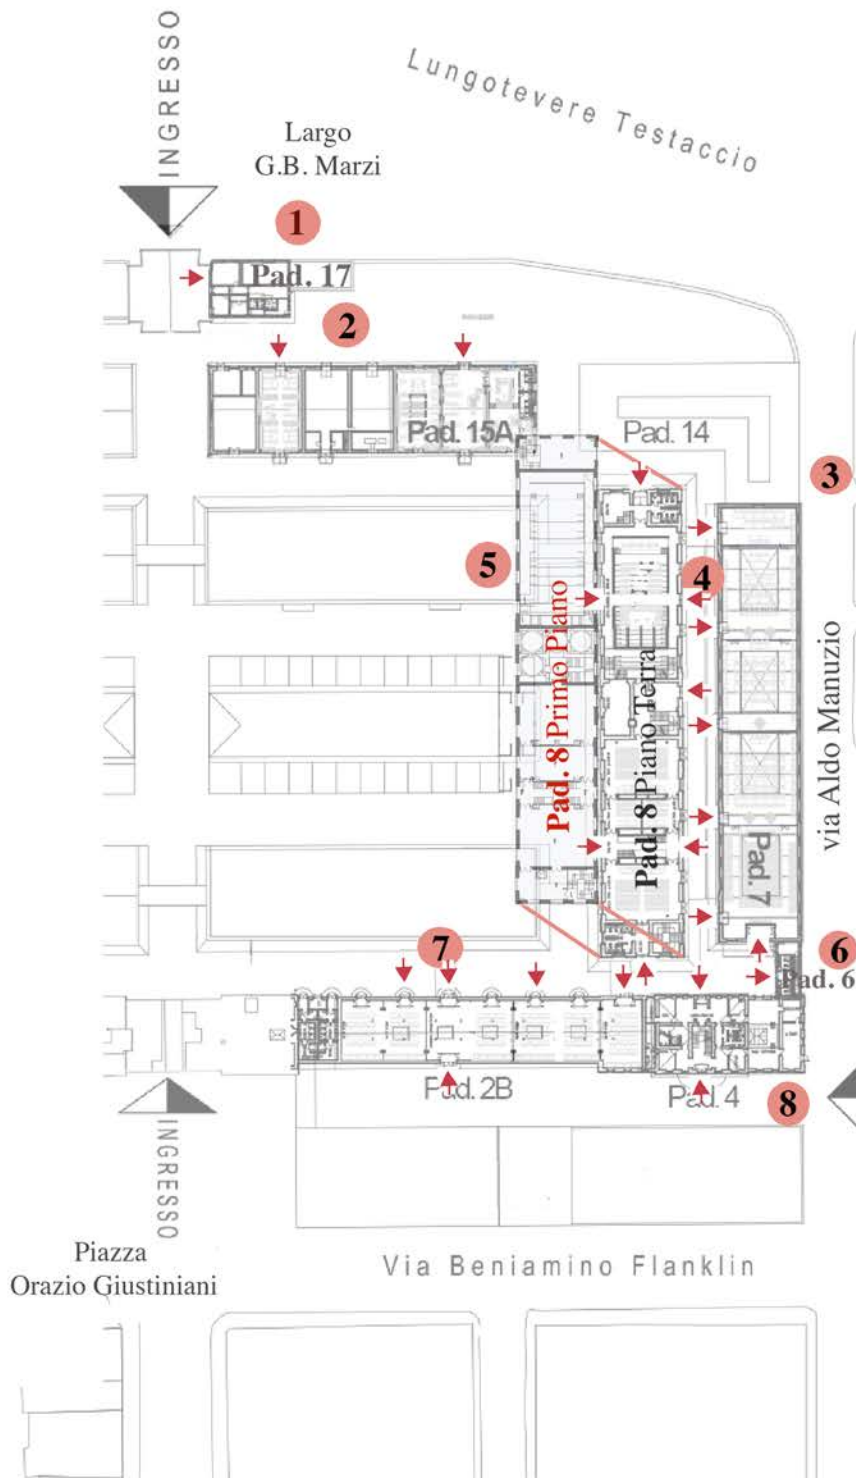 INGRESSO
Lungotevere Testaccio
Largo
G.B. Marzi
1
Pad. 17
2
Pad. 15A
Pad. 14
3
5
4
Pad. 8 Primo Piano
Pad. 8 Piano Terra
via Aldo Manuzio
Pad. 7
7
6
Pad. 6
Pad. 2B
Pad. 4
8
INGRESSO
Piazza
Orazio Giustiniani
Via Beniamino Flanklin